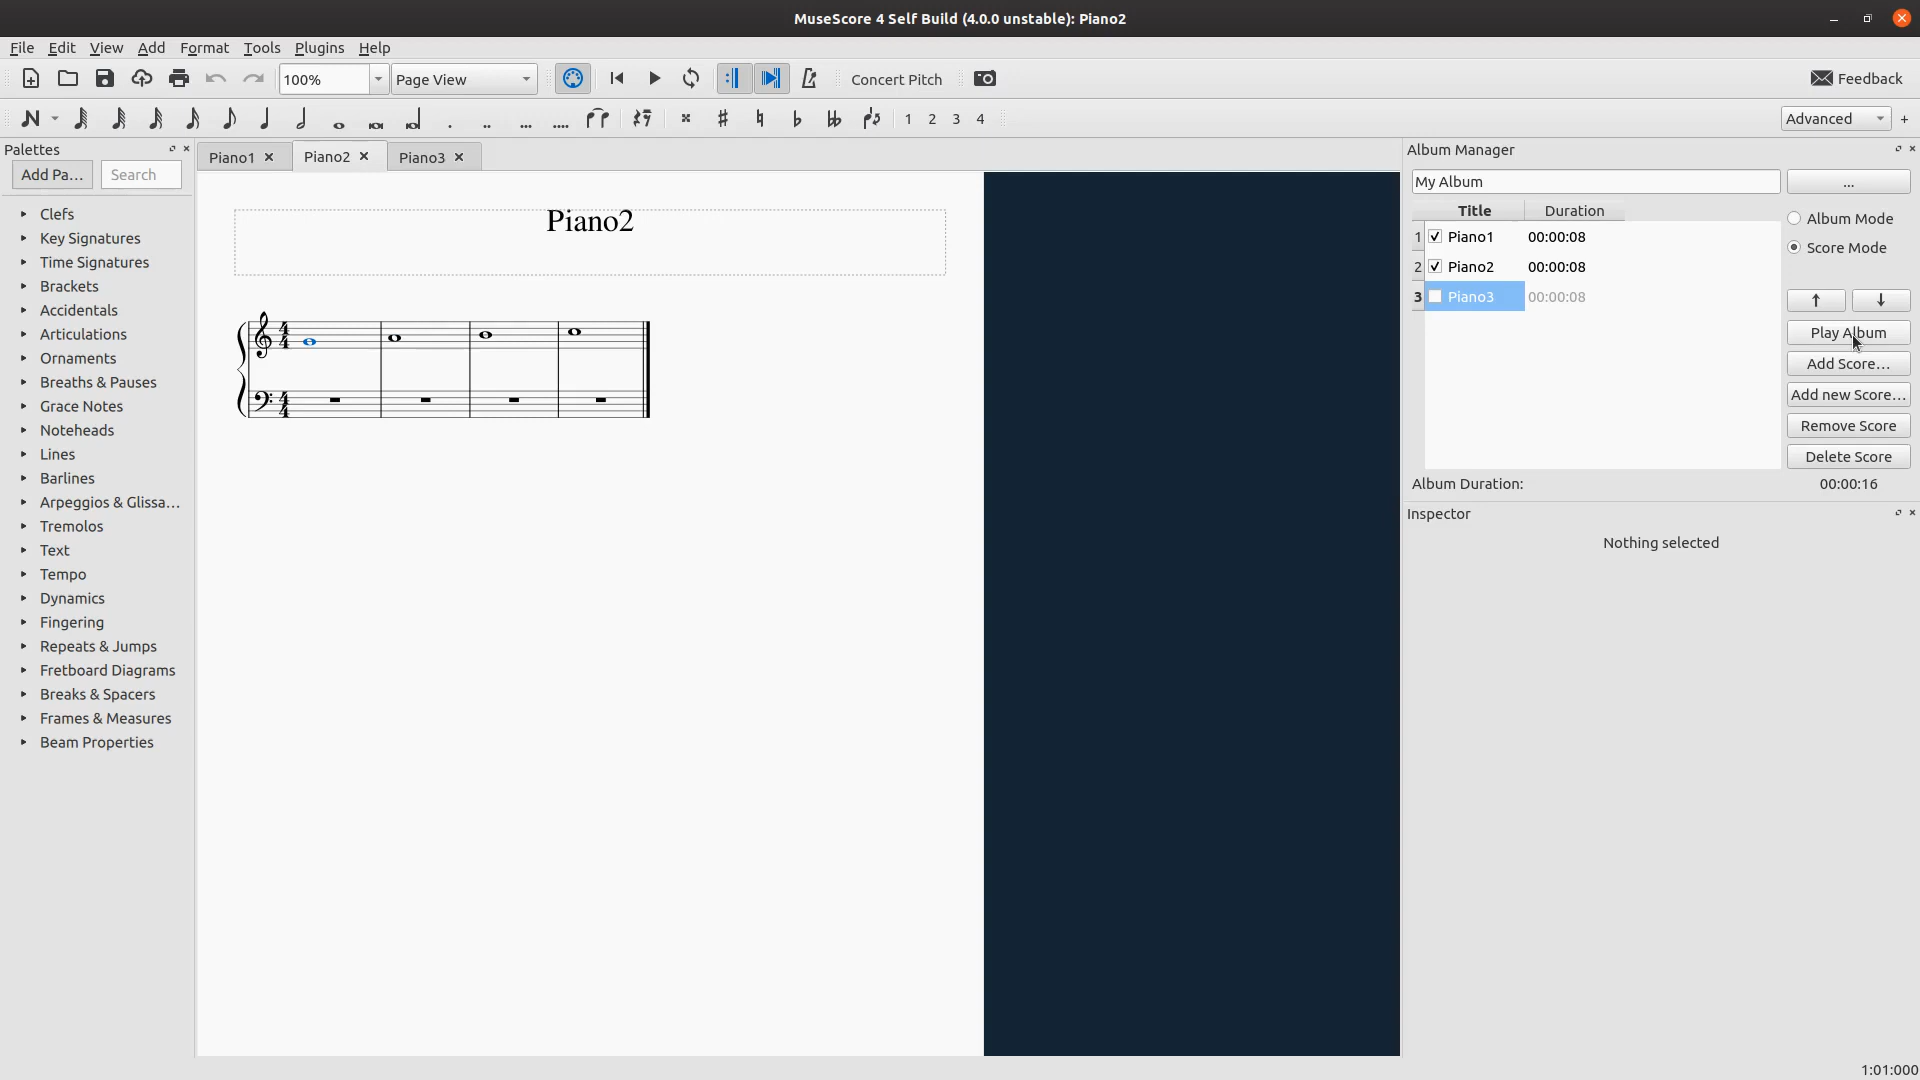 MuseScore 4 Self Build (4.0.0 unstable): Piano2
File Edit View Add Format Tools Plugins Help
100% Page View Concert Pitch Feedback
1 2 3 4 Advanced +
Palettes
Add Pa... Search
Clefs
Key Signatures
Time Signatures
Brackets
Accidentals
Articulations
Ornaments
Breaths & Pauses
Grace Notes
Noteheads
Lines
Barlines
Arpeggios & Glissa...
Tremolos
Text
Tempo
Dynamics
Fingering
Repeats & Jumps
Fretboard Diagrams
Breaks & Spacers
Frames & Measures
Beam Properties
Piano1 Piano2 Piano3
Piano2
Album Manager
My Album ...
Title Duration
1 Piano1 00:00:08
2 Piano2 00:00:08
3 Piano3 00:00:08
Album Mode
Score Mode
Play Album
Add Score...
Add new Score...
Remove Score
Delete Score
Album Duration: 00:00:16
Inspector
Nothing selected
1:01:000